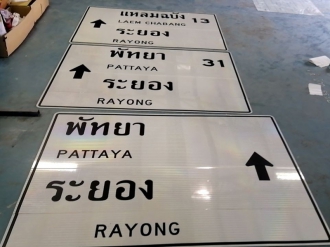 แหลมฉบัง 13
LAEM CHABANG
ระยอง
RAYONG
พัทยา 31
PATTAYA
ระยอง
RAYONG
พัทยา
PATTAYA
ระยอง
RAYONG